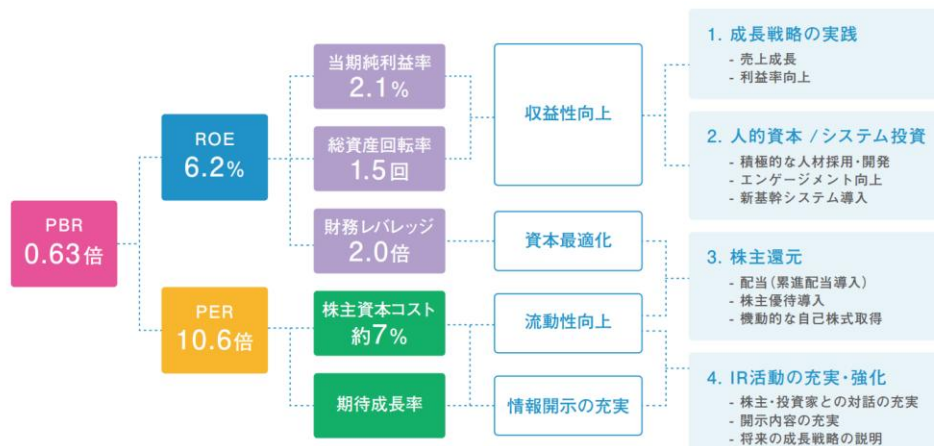 PBR
0.63倍
ROE
6.2%
PER
10.6倍
当期純利益率
2.1%
総資産回転率
1.5回
財務レバレッジ
2.0倍
株主資本コスト
約7%
期待成長率
収益性向上
資本最適化
流動性向上
情報開示の充実
1. 成長戦略の実践
- 売上成長
- 利益率向上
2. 人的資本 / システム投資
- 積極的な人材採用・開発
- エンゲージメント向上
- 新基幹システム導入
3. 株主還元
- 配当(累進配当導入)
- 株主優待導入
- 機動的な自己株式取得
4. IR活動の充実・強化
- 株主・投資家との対話の充実
- 開示内容の充実
- 将来の成長戦略の説明